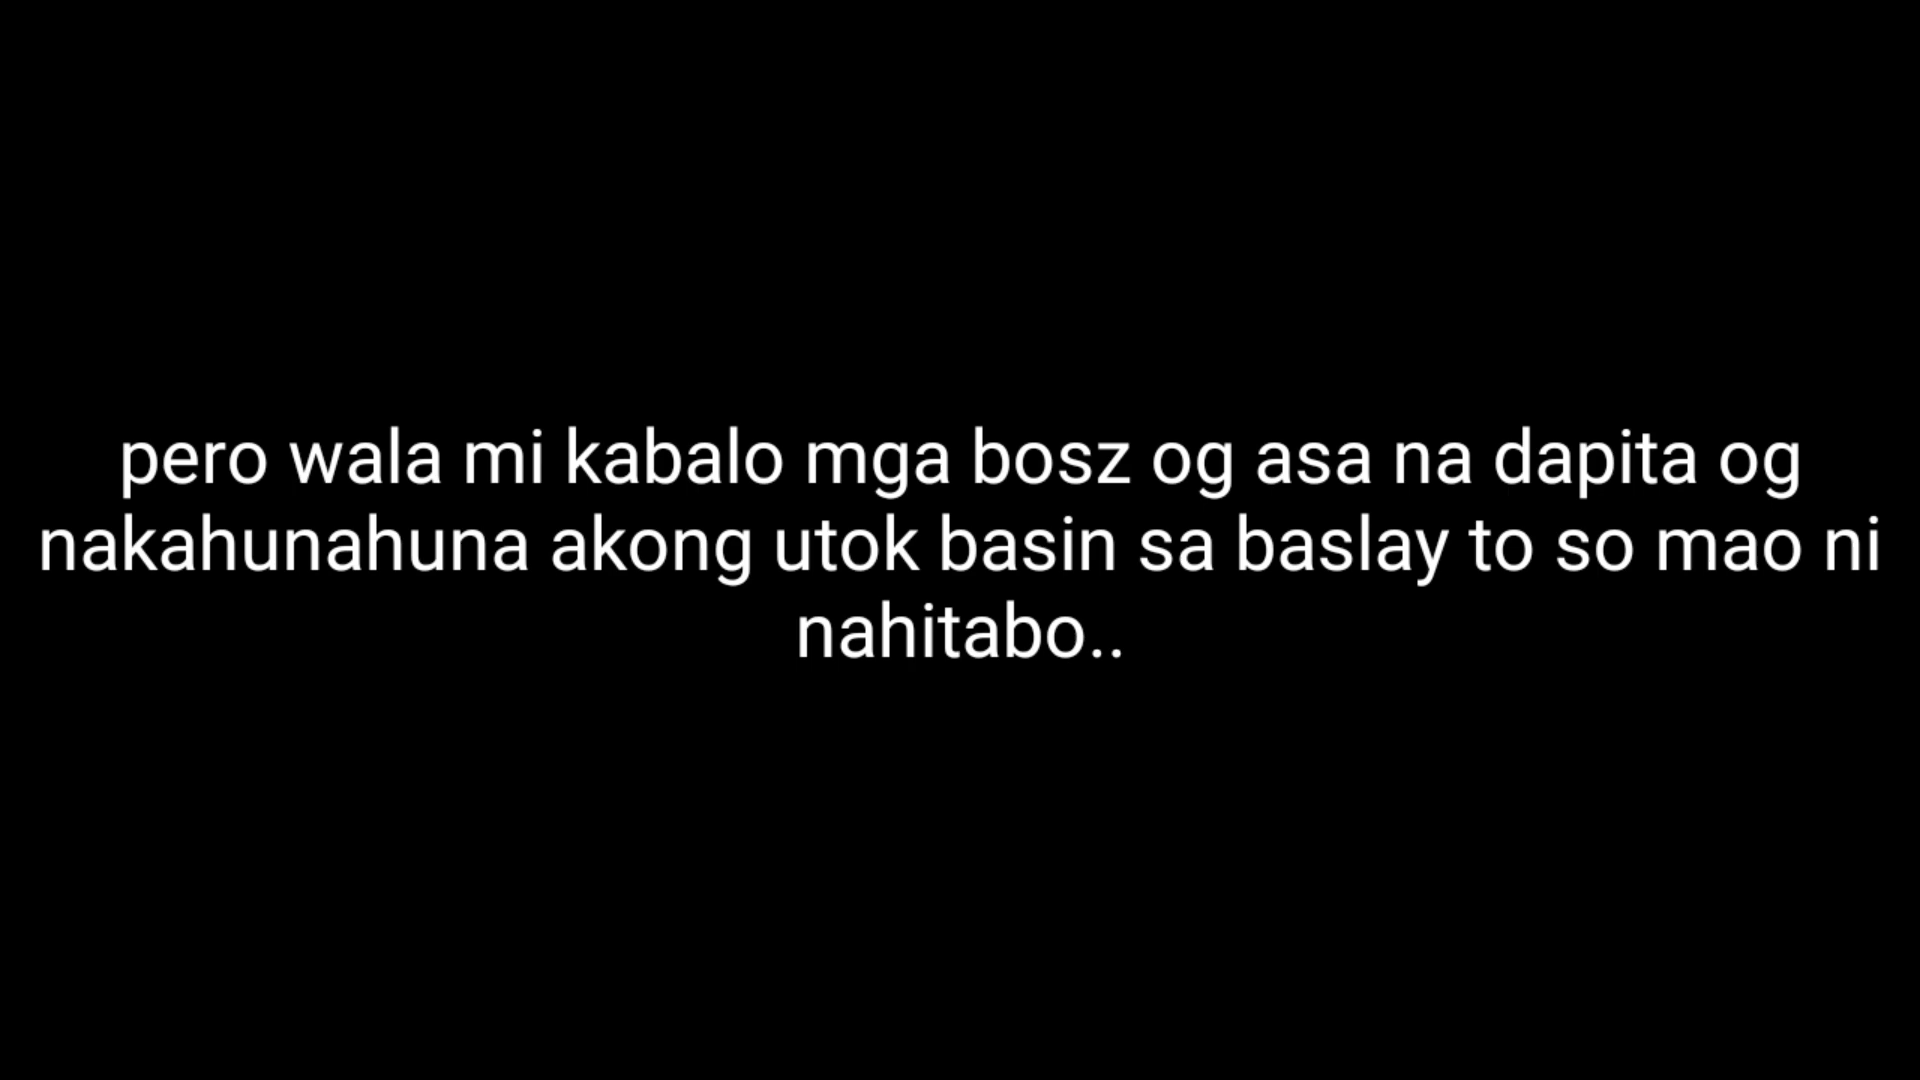 pero wala mi kabalo mga bosz og asa na dapita og
nakahunahuna akong utok basin sa baslay to so mao ni
nahitabo..